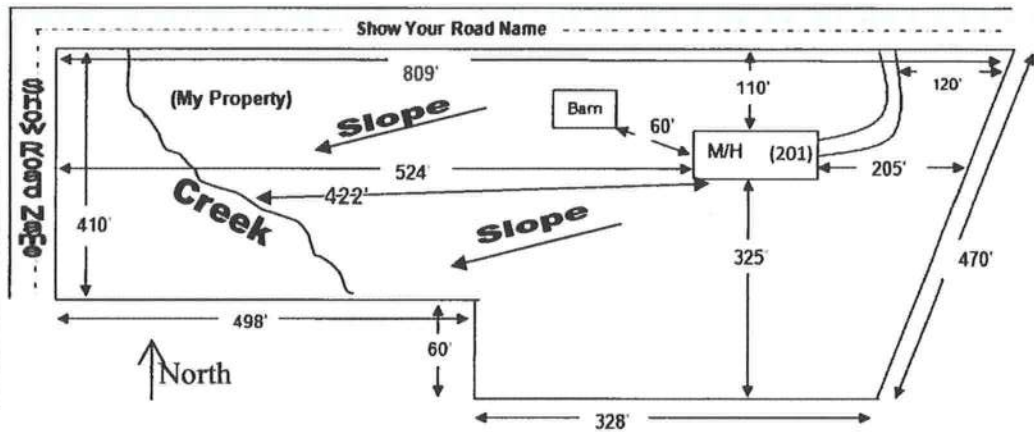 Show Your Road Name
809'
110'
120'
(My Property)
Barn
Slope
60'
M/H (201)
Show Road Name
524'
205'
422'
Creek
Slope
410'
325'
470'
498'
60'
North
328'